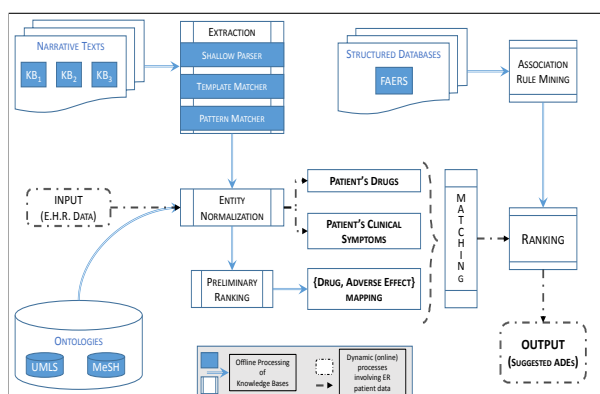 NARRATIVE TEXTS
KB1
KB2
KB3
EXTRACTION
SHALLOW PARSER
TEMPLATE MATCHER
PATTERN MATCHER
STRUCTURED DATABASES
FAERS
ASSOCIATION
RULE MINING
INPUT
(E.H.R. DATA)
ENTITY
NORMALIZATION
PATIENT'S DRUGS
PATIENT'S CLINICAL
SYMPTOMS
MATCHING
RANKING
PRELIMINARY
RANKING
{DRUG, ADVERSE EFFECT}
MAPPING
ONTOLOGIES
UMLS
MeSH
OUTPUT
(SUGGESTED ADES)
Offline Processing
of
Knowledge Bases
Dynamic (online)
processes
involving ER
patient data